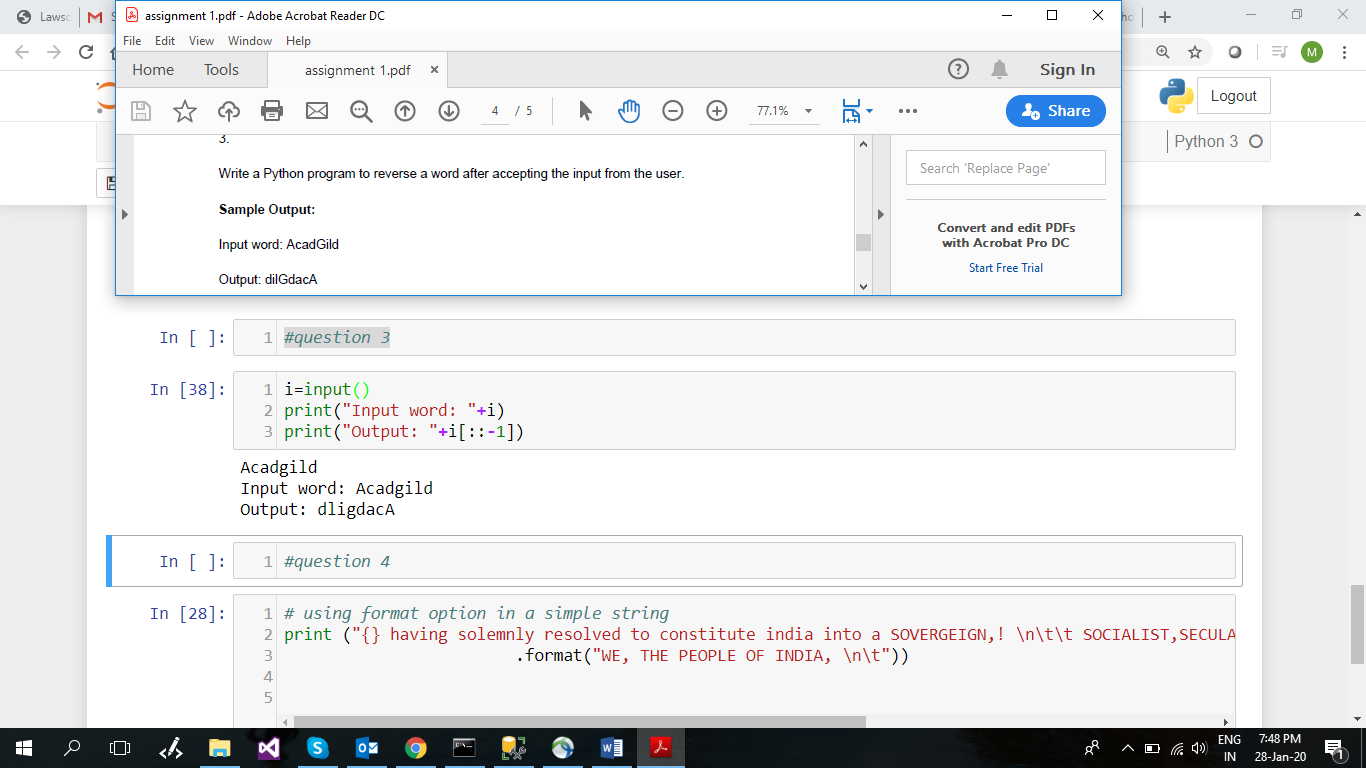 Lawsc
assignment 1.pdf - Adobe Acrobat Reader DC
File Edit View Window Help
Home Tools assignment 1.pdf × Sign In
4 / 5 77.1% Share
3.
Write a Python program to reverse a word after accepting the input from the user.
Sample Output:
Input word: AcadGild
Output: dilGdacA
Search 'Replace Page'
Convert and edit PDFs
with Acrobat Pro DC
Start Free Trial
M
Logout
Python 3
In [ ]: 1 #question 3
In [38]: 1 i=input()
2 print("Input word: "+i)
3 print("Output: "+i[::-1])
Acadgild
Input word: Acadgild
Output: dligdacA
In [ ]: 1 #question 4
In [28]: 1 # using format option in a simple string
2 print ("{} having solemnly resolved to constitute india into a SOVERGEIGN,! \n\t\t SOCIALIST,SECULA
3 .format("WE, THE PEOPLE OF INDIA, \n\t"))
4
5
ENG 7:48 PM
IN 28-Jan-20 1